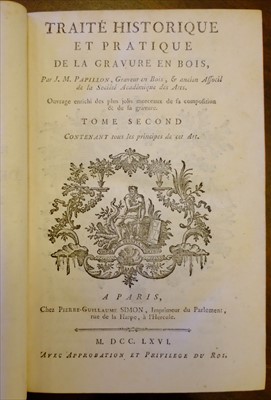 TRAITÉ HISTORIQUE
ET PRATIQUE
DE LA GRAVURE EN BOIS,
Par J. M. PAPILLON, Graveur en Bois, & ancien Associé
de la Société Académique des Arts.
Ouvrage enrichi des plus jolis morceaux de sa composition
& de sa gravure.
TOME SECOND
CONTENANT tous les principes de cet Art.
A PARIS,
Chez PIERRE-GUILLAUME SIMON, Imprimeur du Parlement,
rue de la Harpe, à l'Hercule.
M. DCC. LXVI.
AVEC APPROBATION ET PRIVILEGE DU ROI.